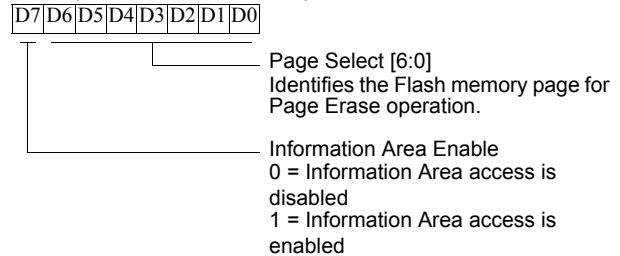 D7 D6 D5 D4 D3 D2 D1 D0
Page Select [6:0]
Identifies the Flash memory page for
Page Erase operation.
Information Area Enable
0 = Information Area access is
disabled
1 = Information Area access is
enabled